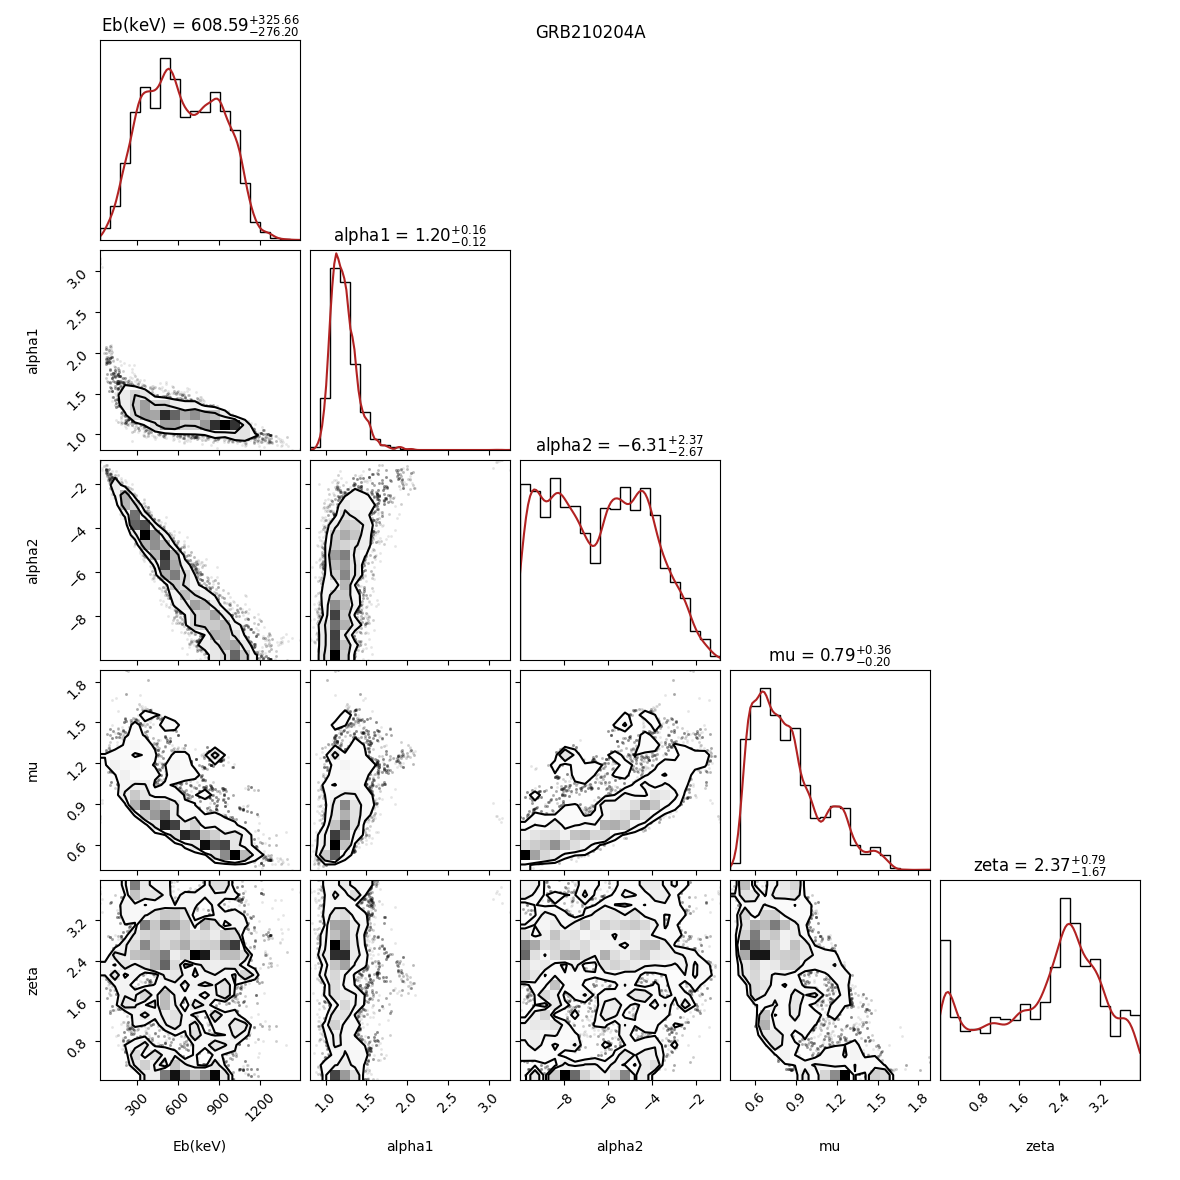 GRB210204A
Eb(keV) = 608.59^{+325.66}_{−276.20}
alpha1 = 1.20^{+0.16}_{−0.12}
3.0
2.5
2.0
1.5
1.0
alpha1
alpha2 = −6.31^{+2.37}_{−2.67}
−2
−4
−6
−8
alpha2
mu = 0.79^{+0.36}_{−0.20}
1.8
1.5
1.2
0.9
0.6
mu
zeta = 2.37^{+0.79}_{−1.67}
3.2
2.4
1.6
0.8
zeta
300 600 900 1200
1.0 1.5 2.0 2.5 3.0
−8 −6 −4 −2
0.6 0.9 1.2 1.5 1.8
0.8 1.6 2.4 3.2
Eb(keV) alpha1 alpha2 mu zeta